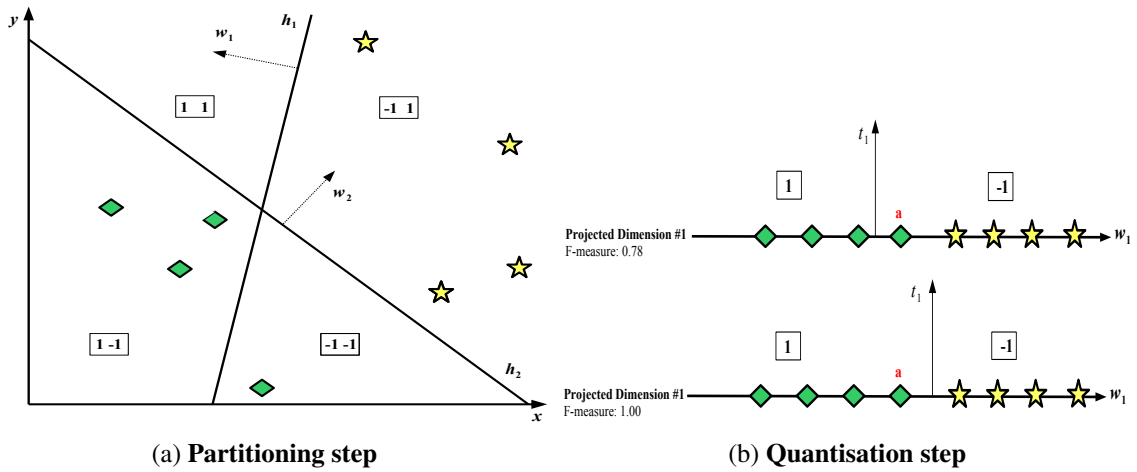 y
h1
w1
1 1
-1 1
w2
1 -1
-1 -1
h2
x
(a) Partitioning step
t1
1
-1
a
Projected Dimension #1
w1
F-measure: 0.78
t1
1
-1
a
Projected Dimension #1
w1
F-measure: 1.00
(b) Quantisation step